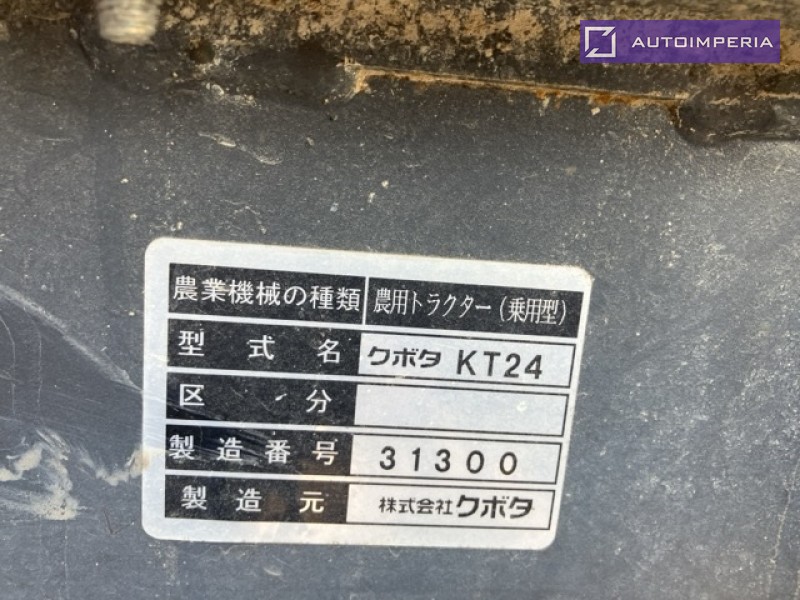 AUTOIMPERIA
農業機械の種類 農用トラクター(乗用型)
型式名 クボタ KT24
区分
製造番号 31300
製造元 株式会社クボタ